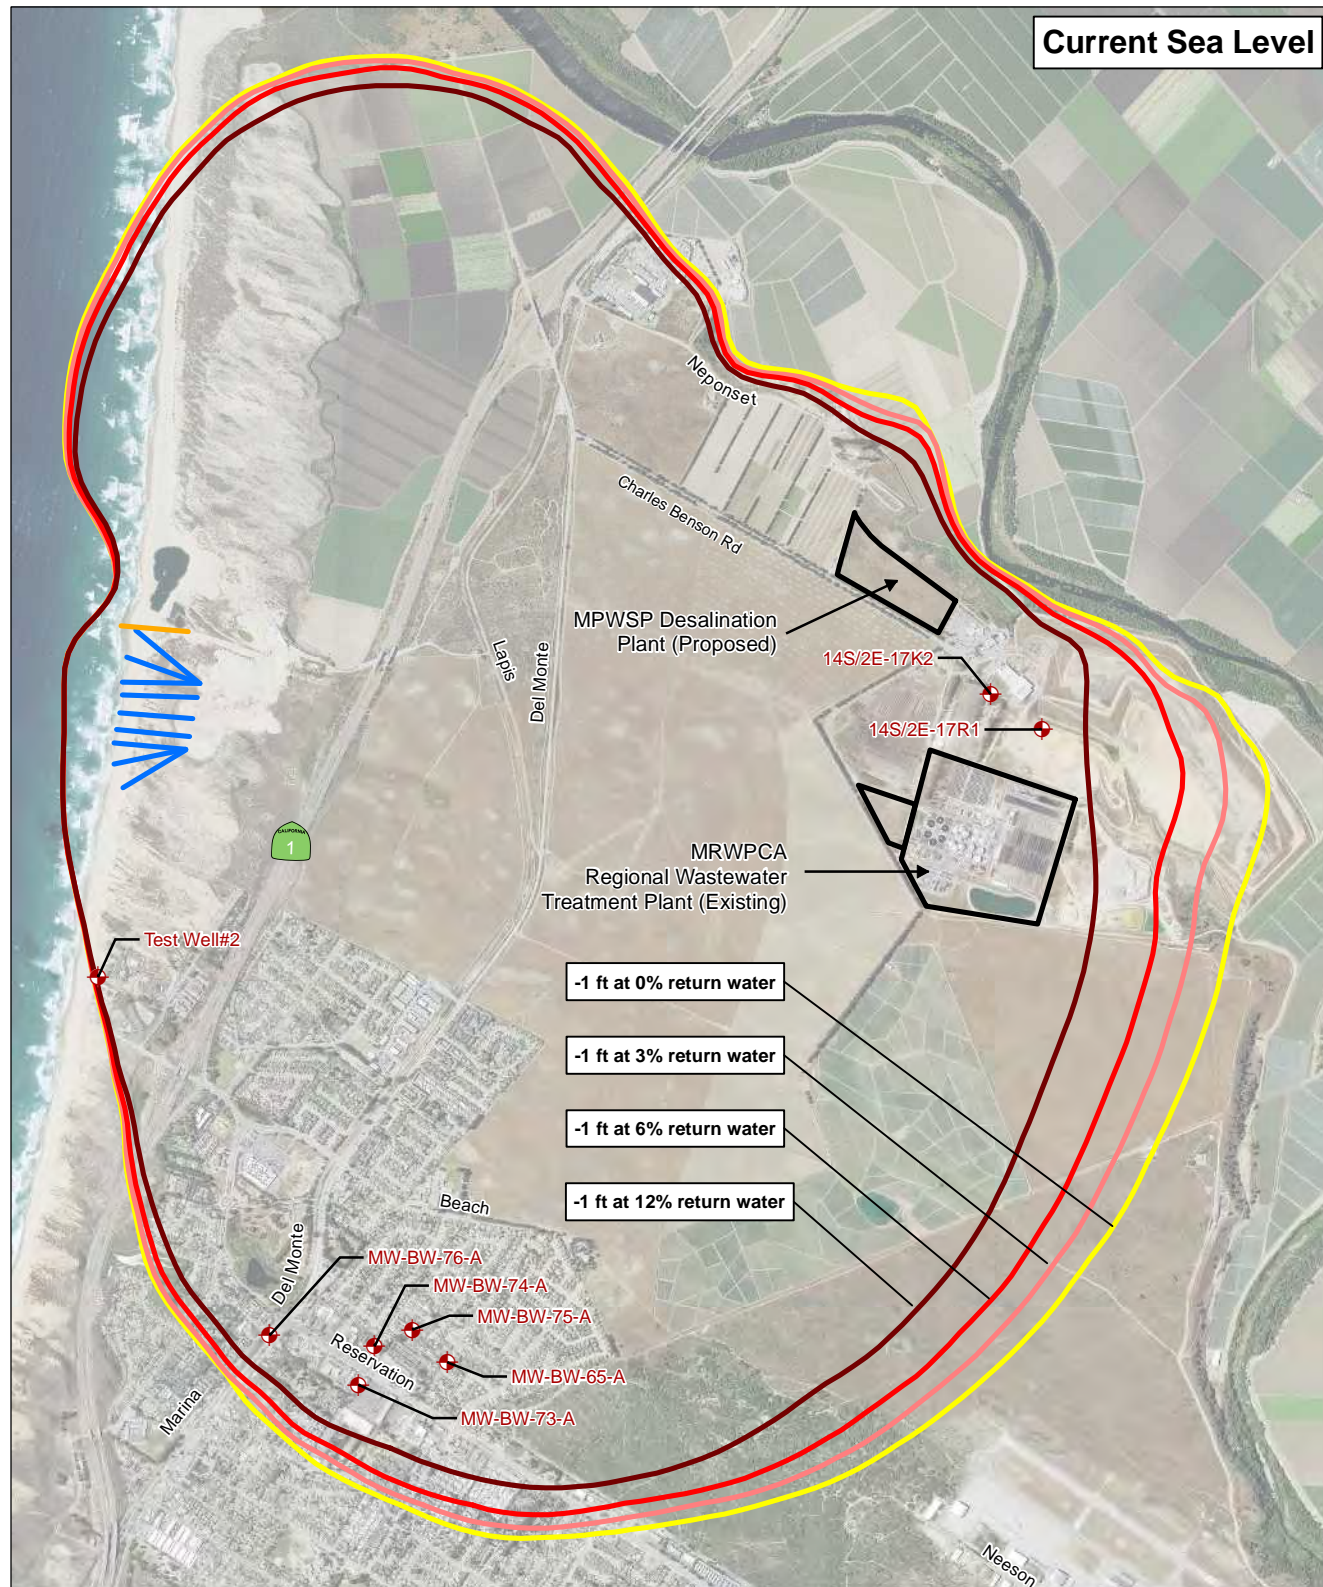 Current Sea Level
Neponset
Charles Benson Rd
MPWSP Desalination
Plant (Proposed)
14S/2E-17K2
14S/2E-17R1
Lapis
Del Monte
CALIFORNIA
1
MRWPCA
Regional Wastewater
Treatment Plant (Existing)
Test Well#2
-1 ft at 0% return water
-1 ft at 3% return water
-1 ft at 6% return water
-1 ft at 12% return water
Beach
Del Monte
MW-BW-76-A
MW-BW-74-A
MW-BW-75-A
Reservation
MW-BW-65-A
MW-BW-73-A
Marina
Neeson